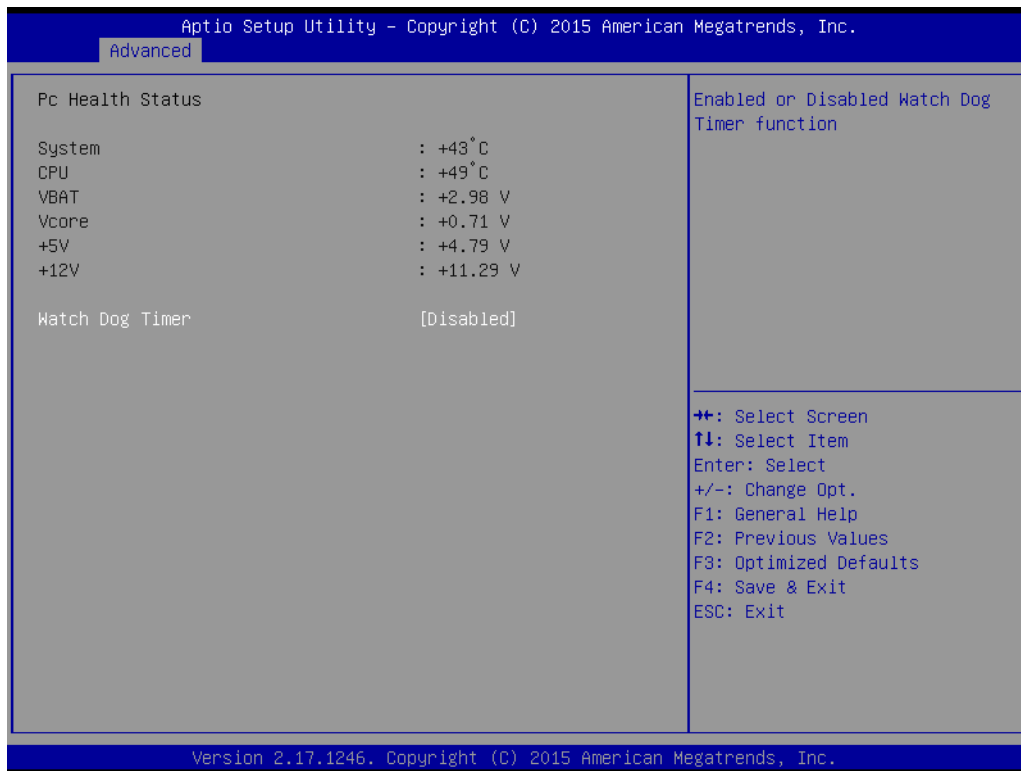 Aptio Setup Utility – Copyright (C) 2015 American Megatrends, Inc.
Advanced
Pc Health Status
System : +43°C
CPU : +49°C
VBAT : +2.98 V
Vcore : +0.71 V
+5V : +4.79 V
+12V : +11.29 V
Watch Dog Timer [Disabled]
Enabled or Disabled Watch Dog
Timer function
→←: Select Screen
↑↓: Select Item
Enter: Select
+/-: Change Opt.
F1: General Help
F2: Previous Values
F3: Optimized Defaults
F4: Save & Exit
ESC: Exit
Version 2.17.1246. Copyright (C) 2015 American Megatrends, Inc.